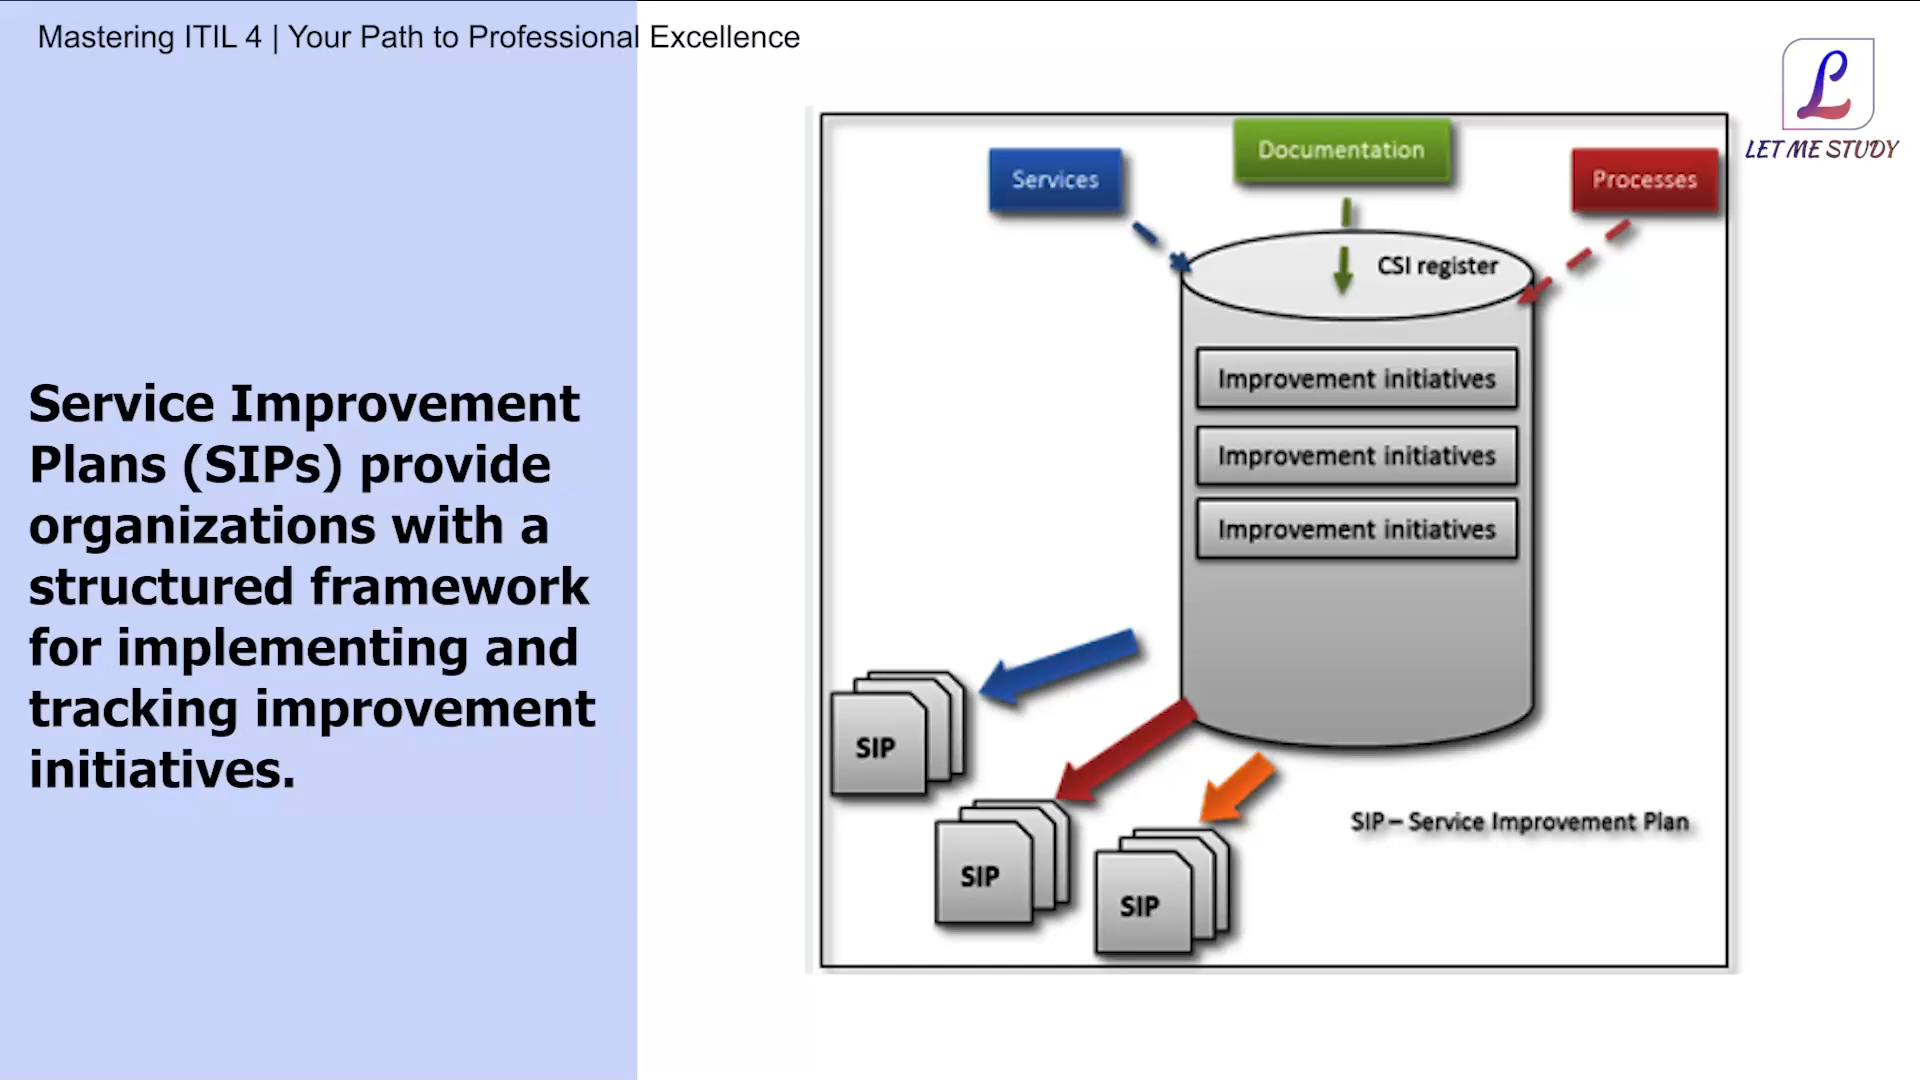 Mastering ITIL 4 | Your Path to Professional Excellence
LET ME STUDY
Service Improvement
Plans (SIPs) provide
organizations with a
structured framework
for implementing and
tracking improvement
initiatives.
Services
Documentation
Processes
CSI register
Improvement initiatives
Improvement initiatives
Improvement initiatives
SIP
SIP
SIP
SIP – Service Improvement Plan